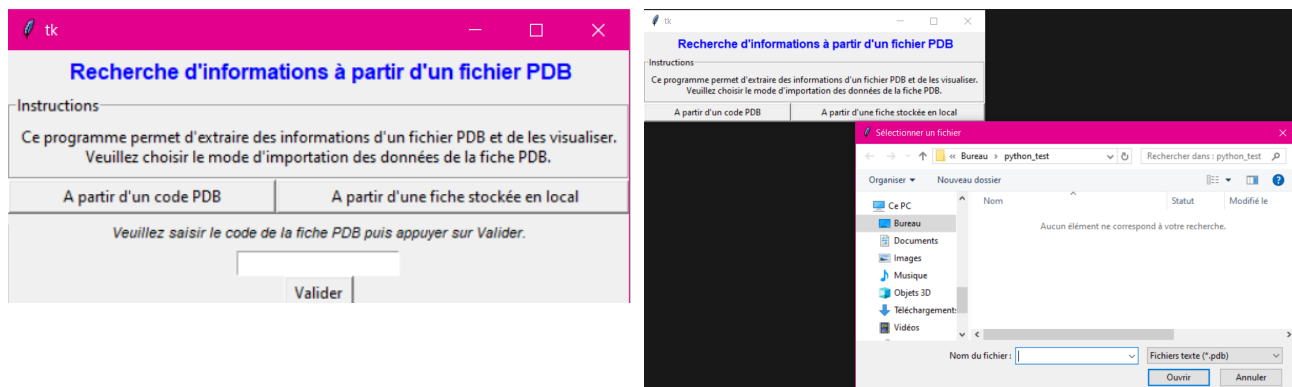 tk
Recherche d'informations à partir d'un fichier PDB
Instructions
Ce programme permet d'extraire des informations d'un fichier PDB et de les visualiser.
Veuillez choisir le mode d'importation des données de la fiche PDB.
A partir d'un code PDB
A partir d'une fiche stockée en local
Veuillez saisir le code de la fiche PDB puis appuyer sur Valider.
Valider
tk
Recherche d'informations à partir d'un fichier PDB
Instructions
Ce programme permet d'extraire des informations d'un fichier PDB et de les visualiser.
Veuillez choisir le mode d'importation des données de la fiche PDB.
A partir d'un code PDB
A partir d'une fiche stockée en local
Sélectionner un fichier
« Bureau › python_test
Rechercher dans : python_test
Organiser
Nouveau dossier
?
Nom
Statut
Modifié le
Ce PC
Bureau
Documents
Images
Musique
Objets 3D
Téléchargement:
Vidéos
Aucun élément ne correspond à votre recherche.
Nom du fichier :
Fichiers texte (*.pdb)
Ouvrir
Annuler